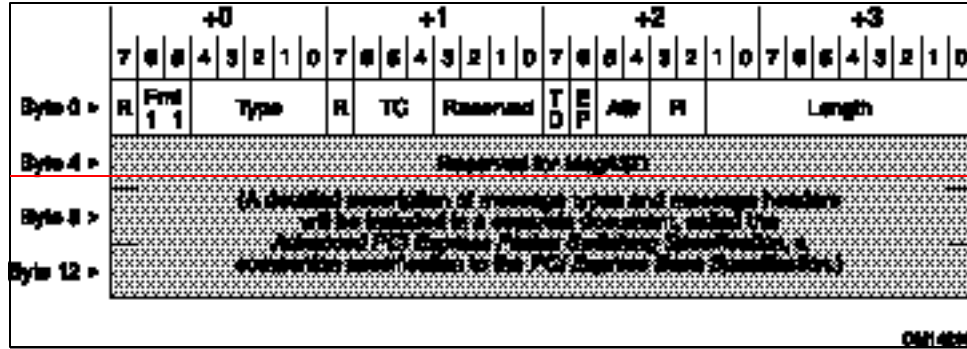 +0 +1 +2 +3
7 6 5 4 3 2 1 0 7 6 5 4 3 2 1 0 7 6 5 4 3 2 1 0 7 6 5 4 3 2 1 0
Byte 0 > R Fmt 1 1 Type R TC Reserved TD EP Attr R Length
Byte 4 > Reserved for MsgASD
Byte 8 > (A detailed description of message types and message headers
will be included in a separate document, called the
Advanced PCI Express Packet Switching Specification, a
Byte 12 > companion specification to the PCI Express Base Specification.)